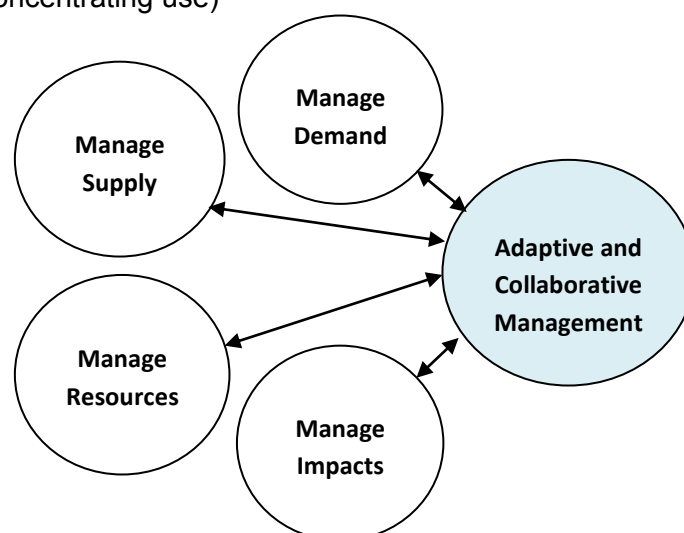 oncentrating use)
Manage
Demand
Manage
Supply
Adaptive and
Collaborative
Management
Manage
Resources
Manage
Impacts